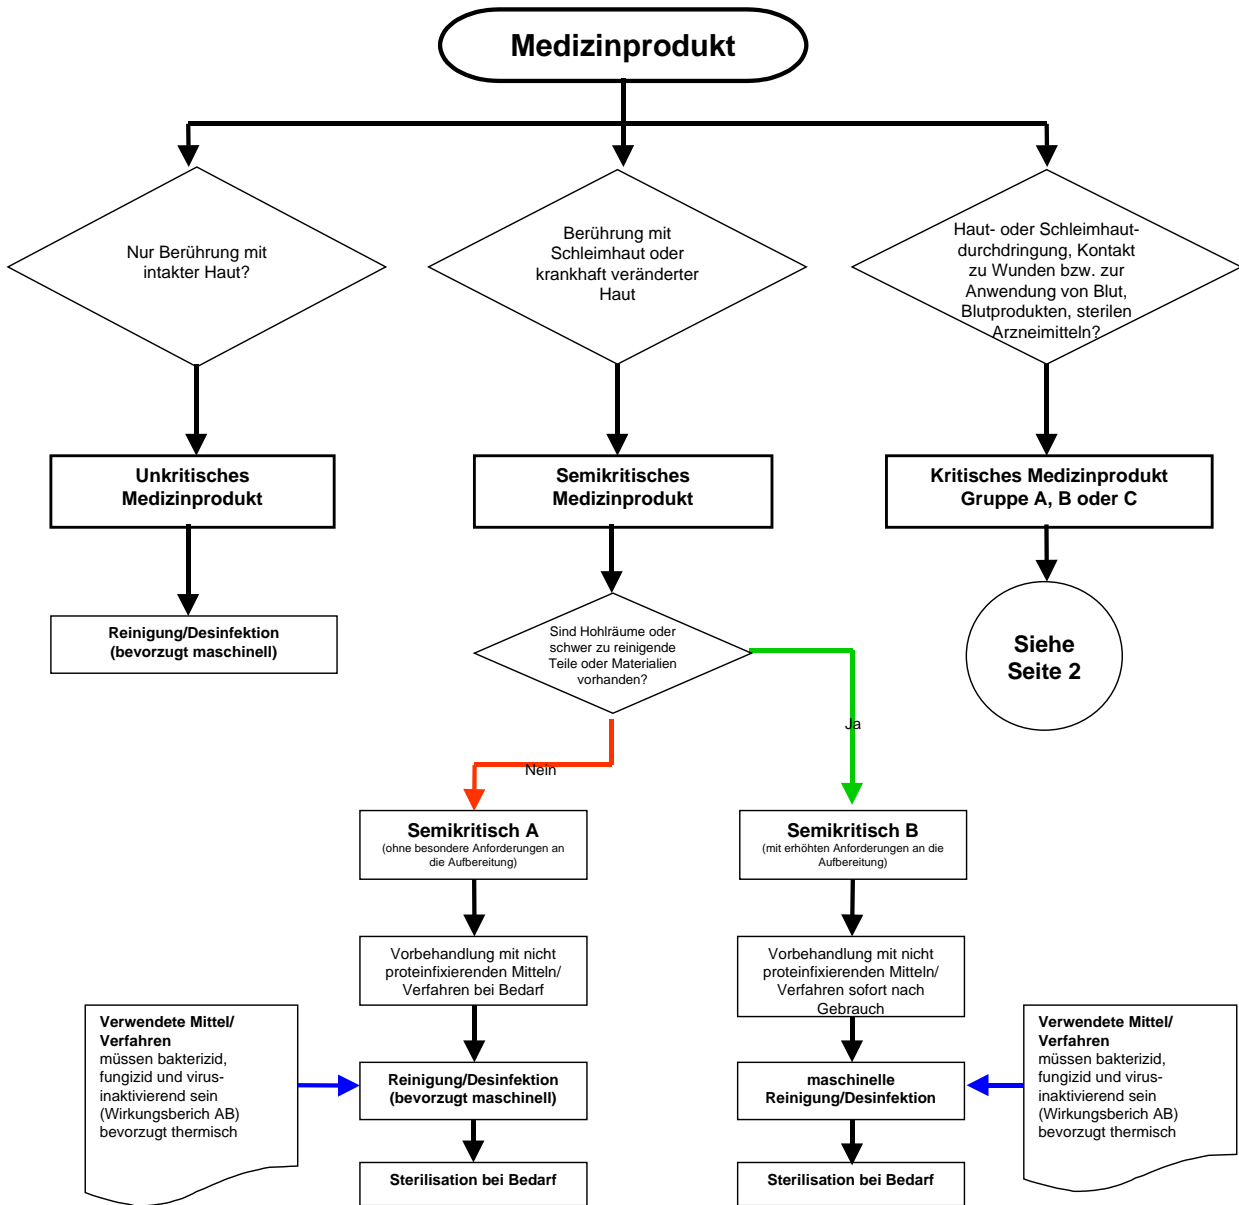 Medizinprodukt
Nur Berührung mit
intakter Haut?
Berührung mit
Schleimhaut oder
krankhaft veränderter
Haut
Haut- oder Schleimhaut-
durchdringung, Kontakt
zu Wunden bzw. zur
Anwendung von Blut,
Blutprodukten, sterilen
Arzneimitteln?
Unkritisches
Medizinprodukt
Semikritisches
Medizinprodukt
Kritisches Medizinprodukt
Gruppe A, B oder C
Reinigung/Desinfektion
(bevorzugt maschinell)
Sind Hohlräume oder
schwer zu reinigende
Teile oder Materialien
vorhanden?
Siehe
Seite 2
Ja
Nein
Semikritisch A
(ohne besondere Anforderungen an
die Aufbereitung)
Semikritisch B
(mit erhöhten Anforderungen an die
Aufbereitung)
Vorbehandlung mit nicht
proteinfixierenden Mitteln/
Verfahren bei Bedarf
Vorbehandlung mit nicht
proteinfixierenden Mitteln/
Verfahren sofort nach
Gebrauch
Verwendete Mittel/
Verfahren
müssen bakterizid,
fungizid und virus-
inaktivierend sein
(Wirkungsberich AB)
bevorzugt thermisch
Reinigung/Desinfektion
(bevorzugt maschinell)
maschinelle
Reinigung/Desinfektion
Verwendete Mittel/
Verfahren
müssen bakterizid,
fungizid und virus-
inaktivierend sein
(Wirkungsberich AB)
bevorzugt thermisch
Sterilisation bei Bedarf
Sterilisation bei Bedarf